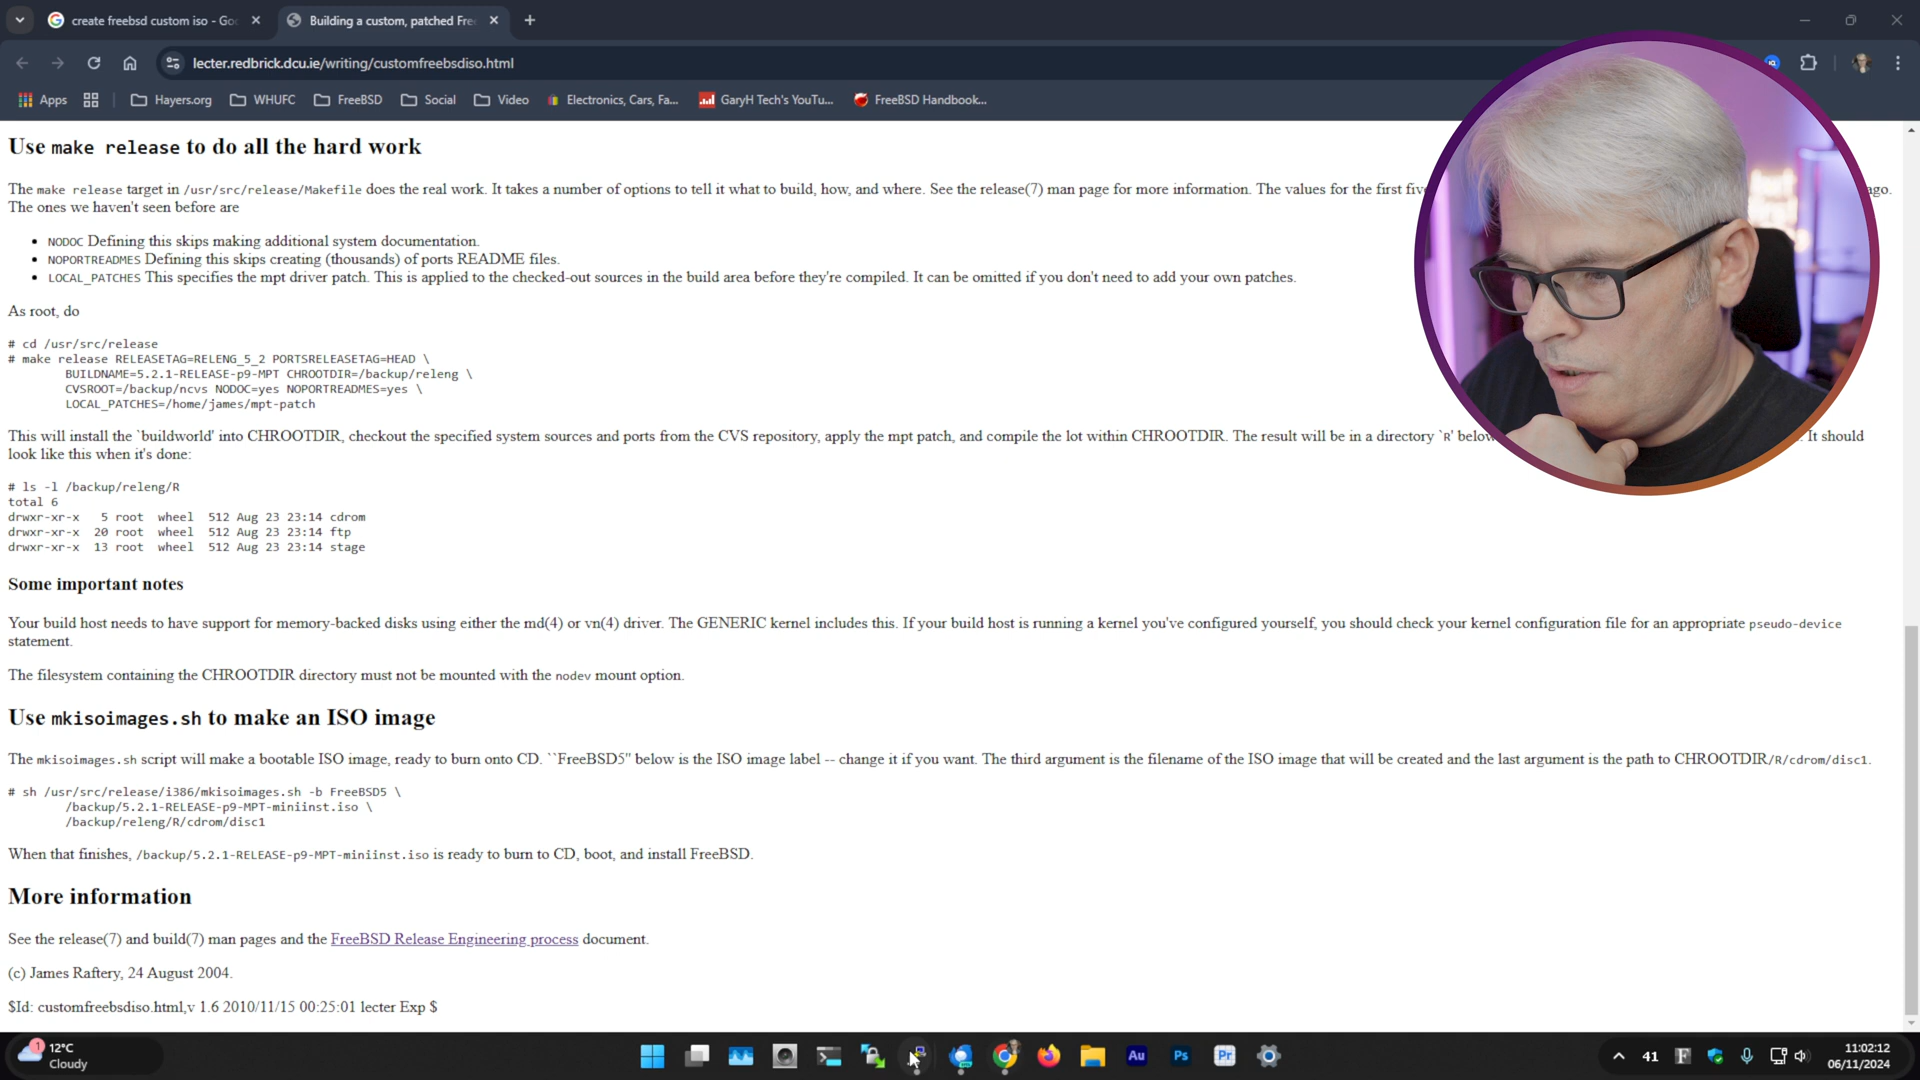 create freebsd custom iso - Goo
Building a custom, patched Fre
lecter.redbrick.dcu.ie/writing/customfreebsdiso.html
Apps
Hayers.org
WHUFC
FreeBSD
Social
Video
Electronics, Cars, Fa...
GaryH Tech's YouTu...
FreeBSD Handbook...
Use make release to do all the hard work
The make release target in /usr/src/release/Makefile does the real work. It takes a number of options to tell it what to build, how, and where. See the release(7) man page for more information. The values for the first five ago.
The ones we haven't seen before are
• NODOC Defining this skips making additional system documentation.
• NOPORTREADMES Defining this skips creating (thousands) of ports README files.
• LOCAL_PATCHES This specifies the mpt driver patch. This is applied to the checked-out sources in the build area before they're compiled. It can be omitted if you don't need to add your own patches.
As root, do
# cd /usr/src/release
# make release RELEASETAG=RELENG_5_2 PORTSRELEASETAG=HEAD \
BUILDNAME=5.2.1-RELEASE-p9-MPT CHROOTDIR=/backup/releng \
CVSROOT=/backup/ncvs NODOC=yes NOPORTREADMES=yes \
LOCAL_PATCHES=/home/james/mpt-patch
This will install the `buildworld' into CHROOTDIR, checkout the specified system sources and ports from the CVS repository, apply the mpt patch, and compile the lot within CHROOTDIR. The result will be in a directory `R' below It should
look like this when it's done:
# ls -l /backup/releng/R
total 6
drwxr-xr-x 5 root wheel 512 Aug 23 23:14 cdrom
drwxr-xr-x 20 root wheel 512 Aug 23 23:14 ftp
drwxr-xr-x 13 root wheel 512 Aug 23 23:14 stage
Some important notes
Your build host needs to have support for memory-backed disks using either the md(4) or vn(4) driver. The GENERIC kernel includes this. If your build host is running a kernel you've configured yourself, you should check your kernel configuration file for an appropriate pseudo-device
statement.
The filesystem containing the CHROOTDIR directory must not be mounted with the nodev mount option.
Use mkisoimages.sh to make an ISO image
The mkisoimages.sh script will make a bootable ISO image, ready to burn onto CD. ``FreeBSD5'' below is the ISO image label -- change it if you want. The third argument is the filename of the ISO image that will be created and the last argument is the path to CHROOTDIR/R/cdrom/disc1.
# sh /usr/src/release/i386/mkisoimages.sh -b FreeBSD5 \
/backup/5.2.1-RELEASE-p9-MPT-miniinst.iso \
/backup/releng/R/cdrom/disc1
When that finishes, /backup/5.2.1-RELEASE-p9-MPT-miniinst.iso is ready to burn to CD, boot, and install FreeBSD.
More information
See the release(7) and build(7) man pages and the FreeBSD Release Engineering process document.
(c) James Raftery, 24 August 2004.
$Id: customfreebsdiso.html,v 1.6 2010/11/15 00:25:01 lecter Exp $
1
12°C
Cloudy
Au
Ps
Pr
41
F
11:02:12
06/11/2024